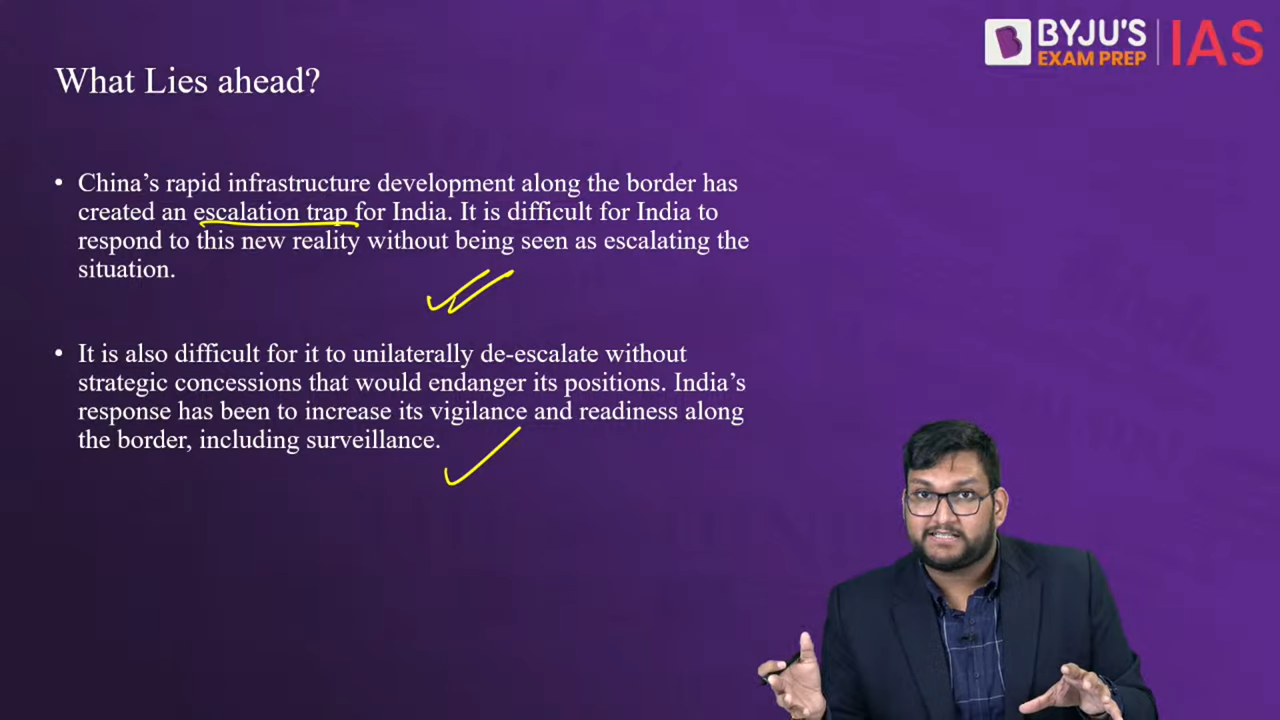 BYJU'S
EXAM PREP
IAS
What Lies ahead?
• China's rapid infrastructure development along the border has
created an escalation trap for India. It is difficult for India to
respond to this new reality without being seen as escalating the
situation.
• It is also difficult for it to unilaterally de-escalate without
strategic concessions that would endanger its positions. India's
response has been to increase its vigilance and readiness along
the border, including surveillance.